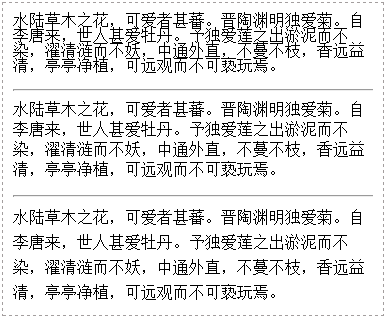 水陆草木之花，可爱者甚蕃。晋陶渊明独爱菊。自
李唐来，世人甚爱牡丹。予独爱莲之出淤泥而不
染，濯清涟而不妖，中通外直，不蔓不枝，香远益
清，亭亭净植，可远观而不可亵玩焉。
水陆草木之花，可爱者甚蕃。晋陶渊明独爱菊。自
李唐来，世人甚爱牡丹。予独爱莲之出淤泥而不
染，濯清涟而不妖，中通外直，不蔓不枝，香远益
清，亭亭净植，可远观而不可亵玩焉。
水陆草木之花，可爱者甚蕃。晋陶渊明独爱菊。自
李唐来，世人甚爱牡丹。予独爱莲之出淤泥而不
染，濯清涟而不妖，中通外直，不蔓不枝，香远益
清，亭亭净植，可远观而不可亵玩焉。